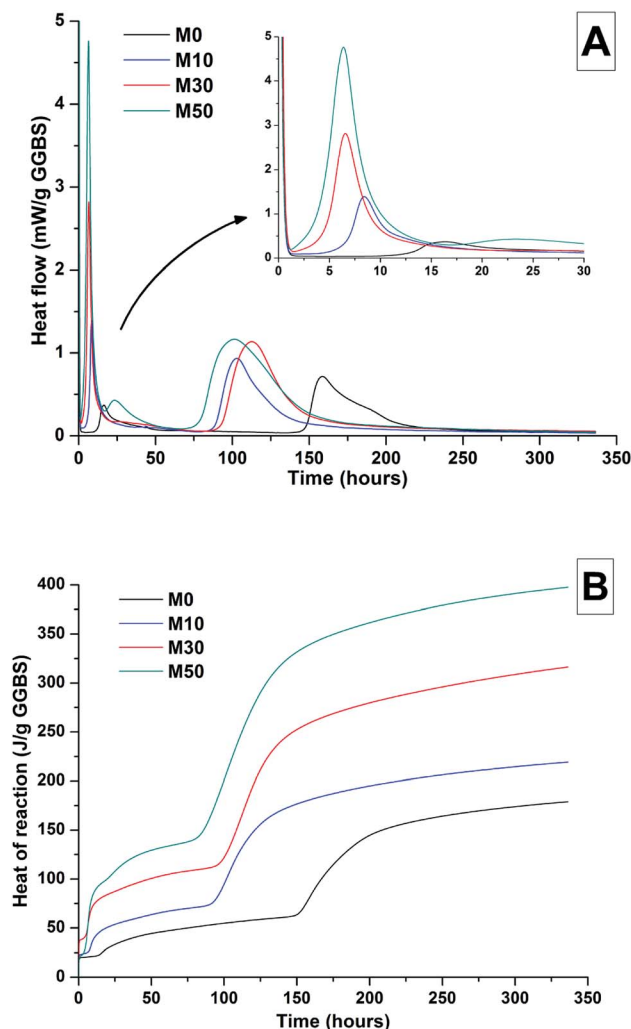 A
M0
M10
M30
M50
Heat flow (mW/g GGBS)
5
4
3
2
1
0
0 50 100 150 200 250 300 350
Time (hours)
5
4
3
2
1
0
0 5 10 15 20 25 30
B
M0
M10
M30
M50
Heat of reaction (J/g GGBS)
400
350
300
250
200
150
100
50
0
0 50 100 150 200 250 300 350
Time (hours)